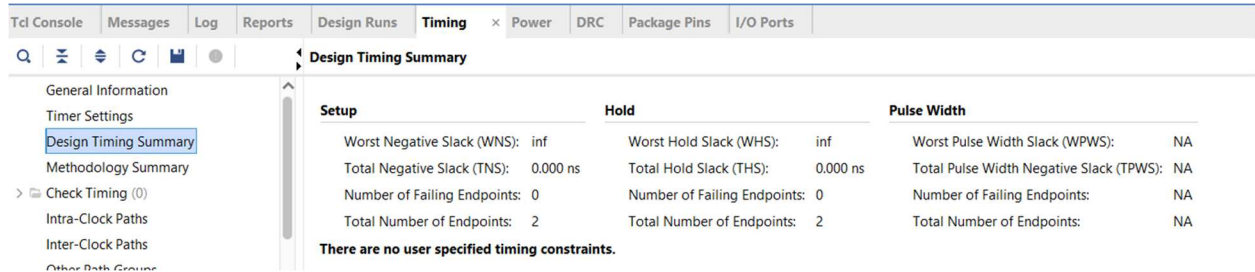 Tcl Console Messages Log Reports Design Runs Timing × Power DRC Package Pins I/O Ports
Design Timing Summary
General Information
Timer Settings
Design Timing Summary
Methodology Summary
> Check Timing (0)
Intra-Clock Paths
Inter-Clock Paths
Other Path Groups
Setup Hold Pulse Width
Worst Negative Slack (WNS): inf Worst Hold Slack (WHS): inf Worst Pulse Width Slack (WPWS): NA
Total Negative Slack (TNS): 0.000 ns Total Hold Slack (THS): 0.000 ns Total Pulse Width Negative Slack (TPWS): NA
Number of Failing Endpoints: 0 Number of Failing Endpoints: 0 Number of Failing Endpoints: NA
Total Number of Endpoints: 2 Total Number of Endpoints: 2 Total Number of Endpoints: NA
There are no user specified timing constraints.